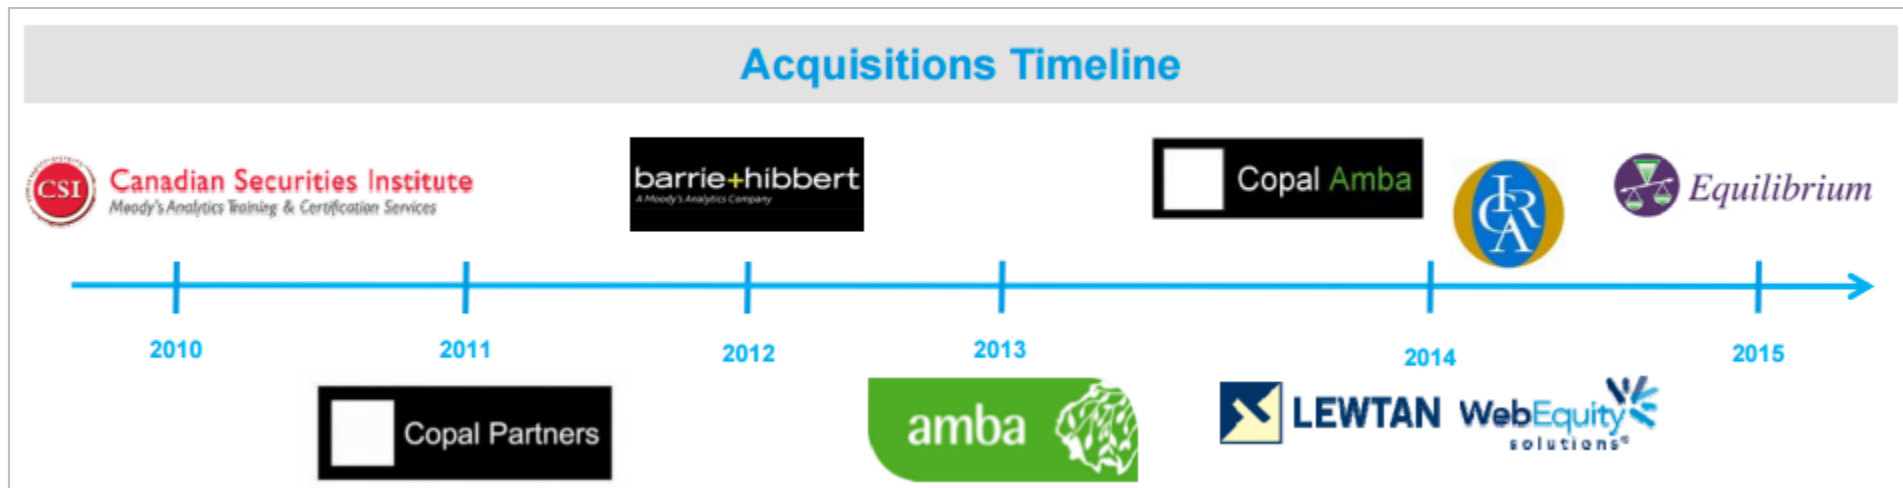 Acquisitions Timeline
CSI
Canadian Securities Institute
Moody's Analytics Training & Certification Services
barrie+hibbert
A Moody's Analytics Company
Copal Amba
ICRA
Equilibrium
2010
2011
2012
2013
2014
2015
Copal Partners
amba
LEWTAN
WebEquity
solutions®